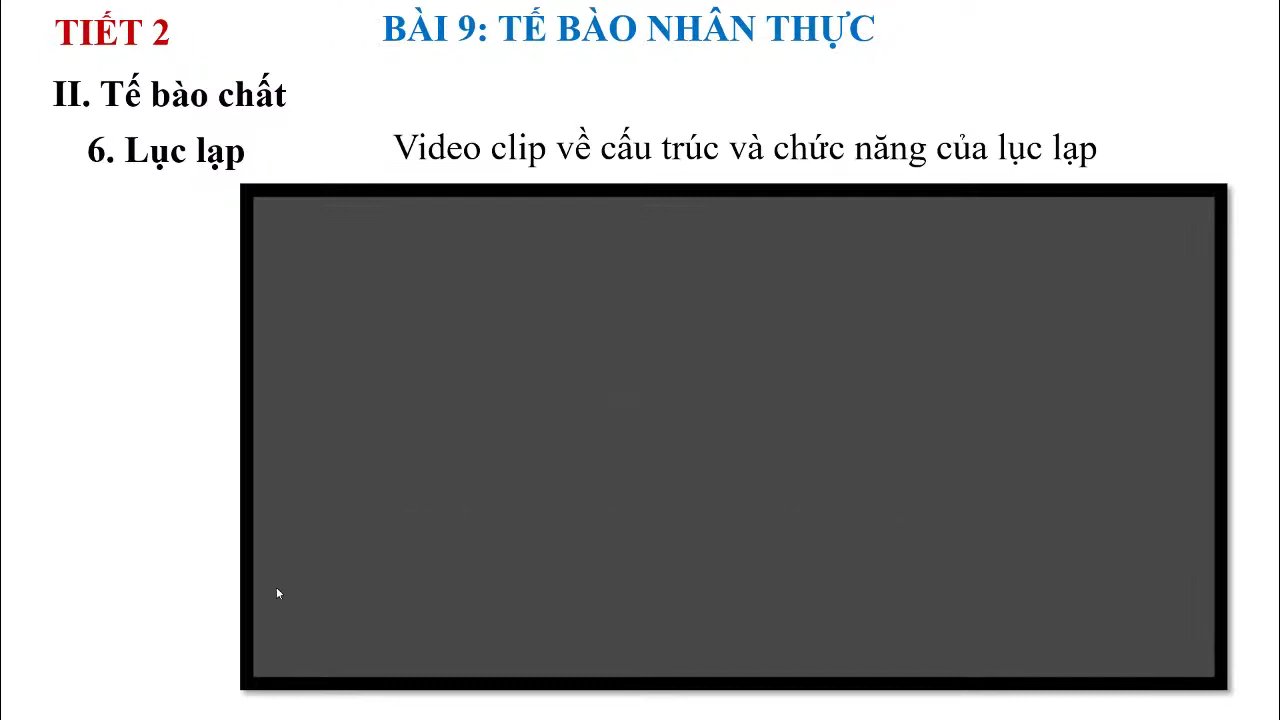 TIẾT 2
BÀI 9: TẾ BÀO NHÂN THỰC
II. Tế bào chất
6. Lục lạp
Video clip về cấu trúc và chức năng của lục lạp